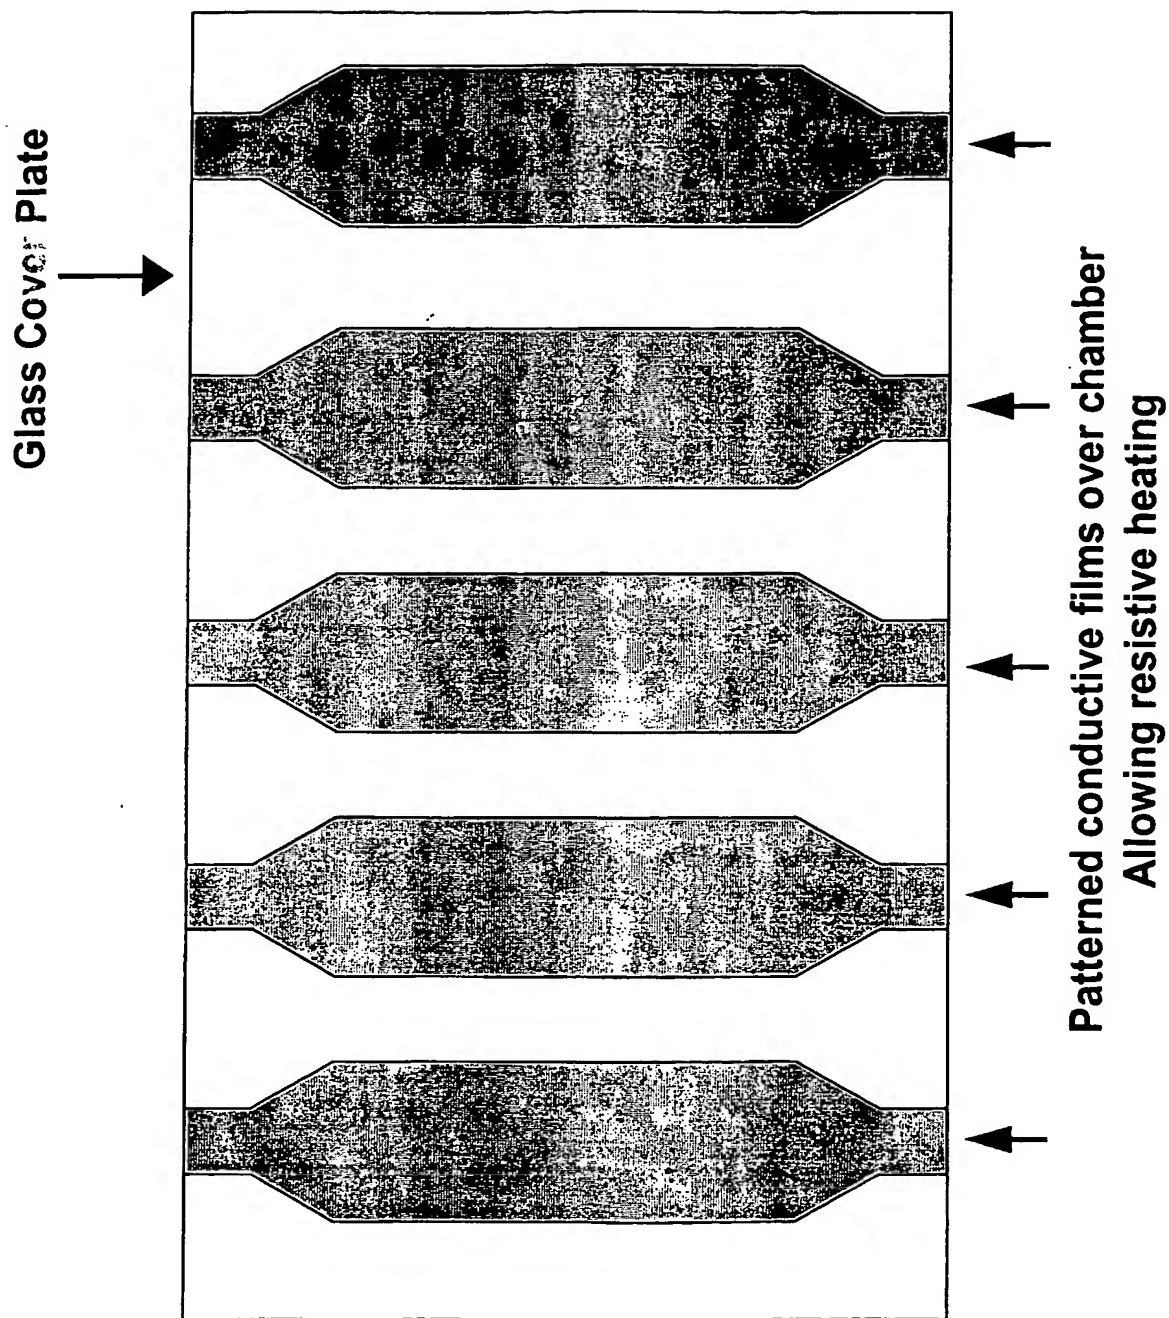 Glass Cover Plate
Patterned conductive films over chamber
Allowing resistive heating